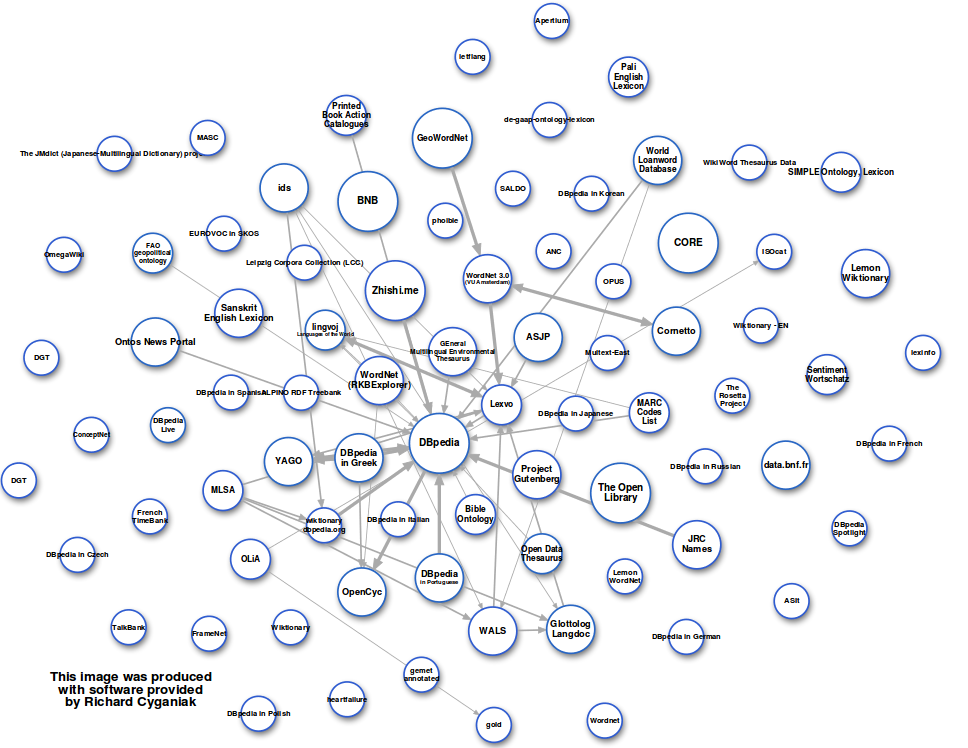 Apertium
ietflang
Pali
English
Lexicon
Printed
Book Action
Catalogues
GeoWordNet
de-gaap-ontology-lexicon
MASC
The JMdict (Japanese-Multilingual Dictionary) proje
World
Loanword
Database
WikiWord Thesaurus Data
SIMPLE Ontology, Lexicon
ids
BNB
SALDO
DBpedia in Korean
pholble
EUROVOC in SKOS
CORE
OmegaWiki
FAO
geopolitical
ontology
Leipzig Corpora Collection (LCC)
ANC
ISOcat
WordNet 3.0
(VU Amsterdam)
OPUS
Lemon
Wiktionary
Zhishi.me
Sanskrit
English Lexicon
lingvoj
Languages of the World
Ontos News Portal
ASJP
Cornetto
Wiktionary - EN
GEneral
Multilingual Environmental
Thesaurus
Multext-East
lexinfo
DGT
WordNet
(RKBExplorer)
Sentiment
Wortschatz
DBpedia in Spanish
ALPINO RDF Treebank
The
Rosetta
Project
Lexvo
DBpedia in Japanese
MARC
Codes
List
DBpedia
Live
ConceptNet
DBpedia
DBpedia in French
YAGO
DBpedia
in Greek
DBpedia in Russian
data.bnf.fr
DGT
MLSA
Project
Gutenberg
The Open
Library
French
TimeBank
wiktionary
dbpedia.org
DBpedia in Italian
Bible
Ontology
DBpedia
Spotlight
JRC
Names
DBpedia in Czech
OLiA
Open Data
Thesaurus
Lemon
WordNet
OpenCyc
DBpedia
in Portuguese
ASIt
TalkBank
FrameNet
Wiktionary
WALS
Glottolog
Langdoc
DBpedia in German
gemet
annotated
This image was produced
with software provided
by Richard Cyganiak
DBpedia in Polish
heartfailure
gold
Wordnet